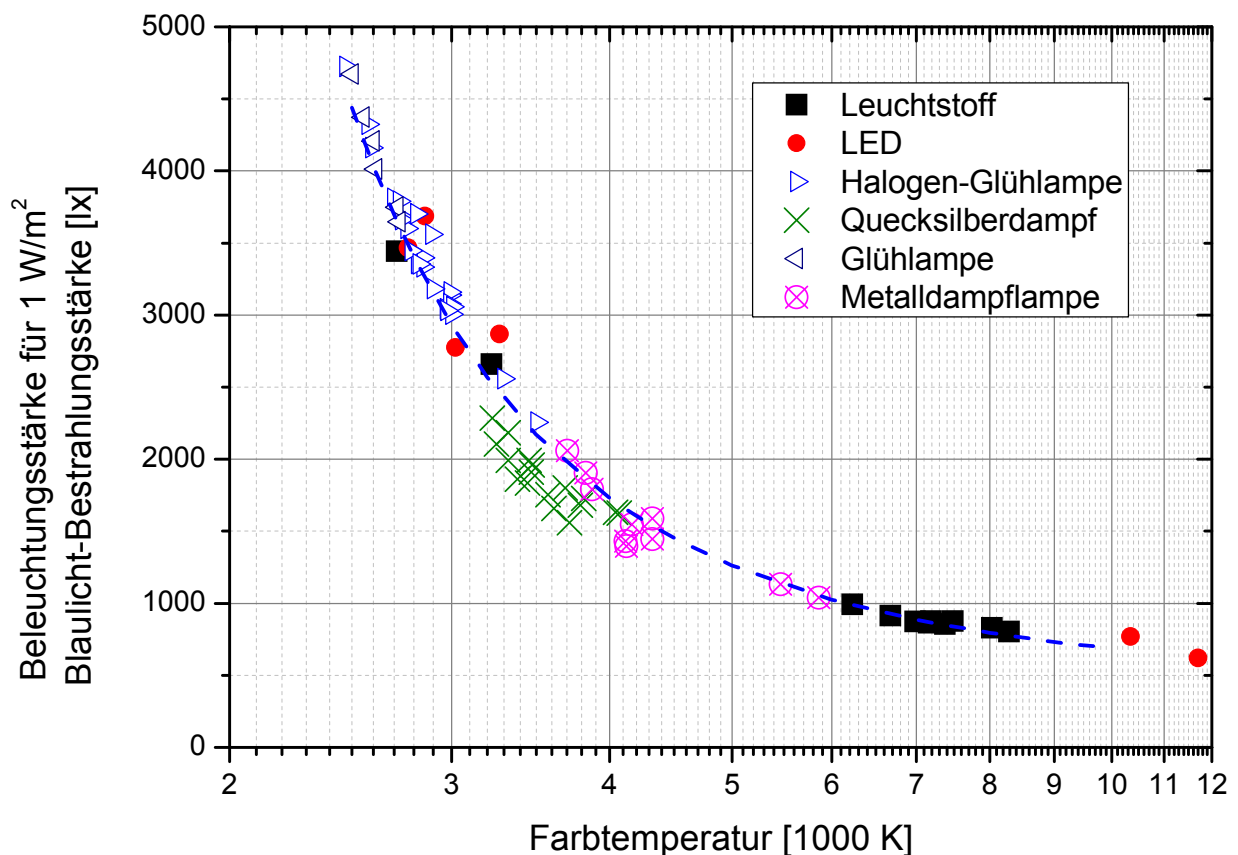 5000
4000
3000
2000
1000
0
Beleuchtungsstärke für 1 W/m²
Blaulicht-Bestrahlungsstärke [lx]
Leuchtstoff
LED
Halogen-Glühlampe
Quecksilberdampf
Glühlampe
Metalldampflampe
2 3 4 5 6 7 8 9 10 11 12
Farbtemperatur [1000 K]